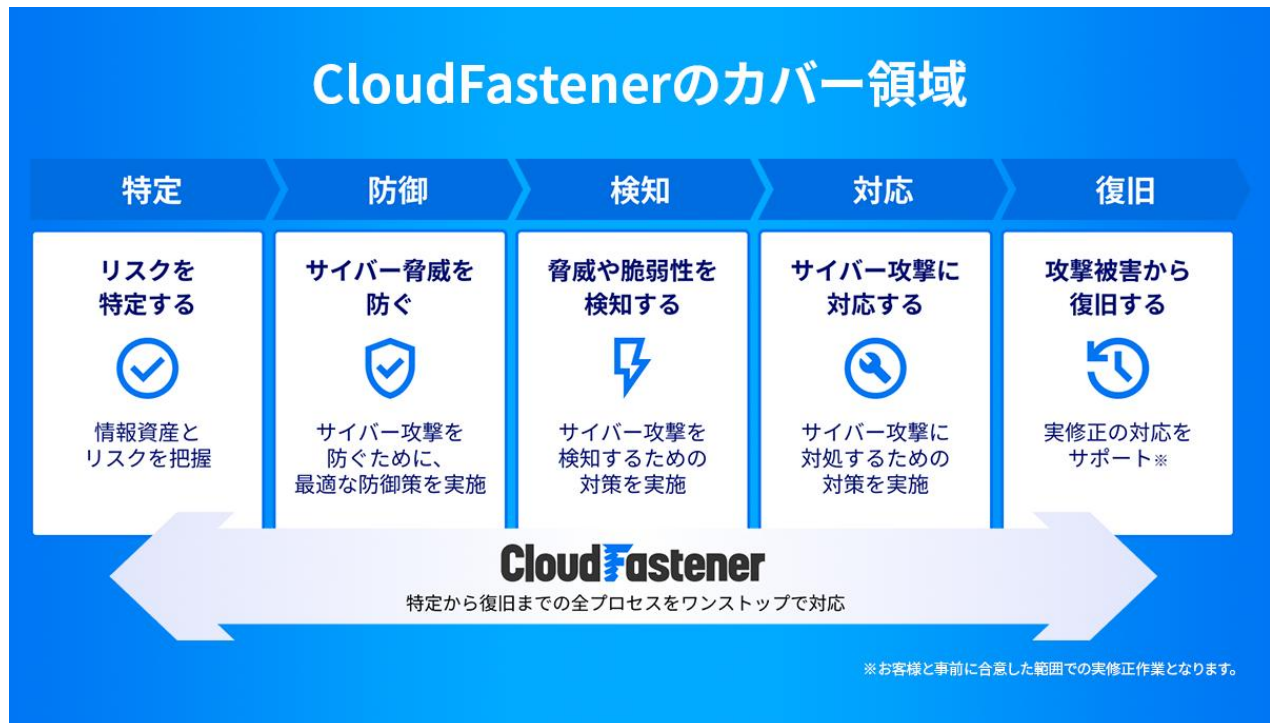 CloudFastenerのカバー領域
特定
防御
検知
対応
復旧
リスクを
特定する
情報資産と
リスクを把握
サイバー脅威を
防ぐ
サイバー攻撃を
防ぐために、
最適な防御策を実施
脅威や脆弱性を
検知する
サイバー攻撃を
検知するための
対策を実施
サイバー攻撃に
対応する
サイバー攻撃に
対処するための
対策を実施
攻撃被害から
復旧する
実修正の対応を
サポート※
CloudFastener
特定から復旧までの全プロセスをワンストップで対応
※お客様と事前に合意した範囲での実修正作業となります。